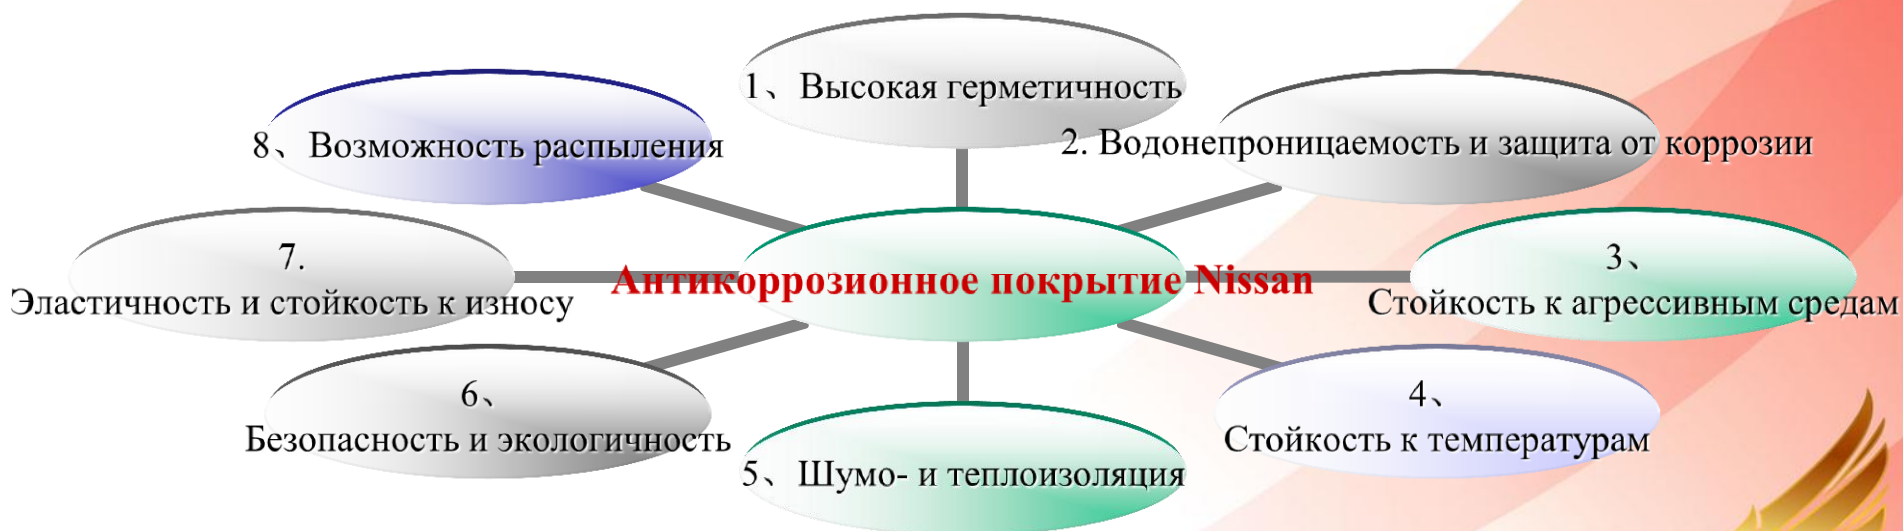 1、Высокая герметичность
2. Водонепроницаемость и защита от коррозии
3、
Стойкость к агрессивным средам
4、
Стойкость к температурам
5、Шумо- и теплоизоляция
6、
Безопасность и экологичность
7.
Эластичность и стойкость к износу
8、Возможность распыления
Антикоррозионное покрытие Nissan